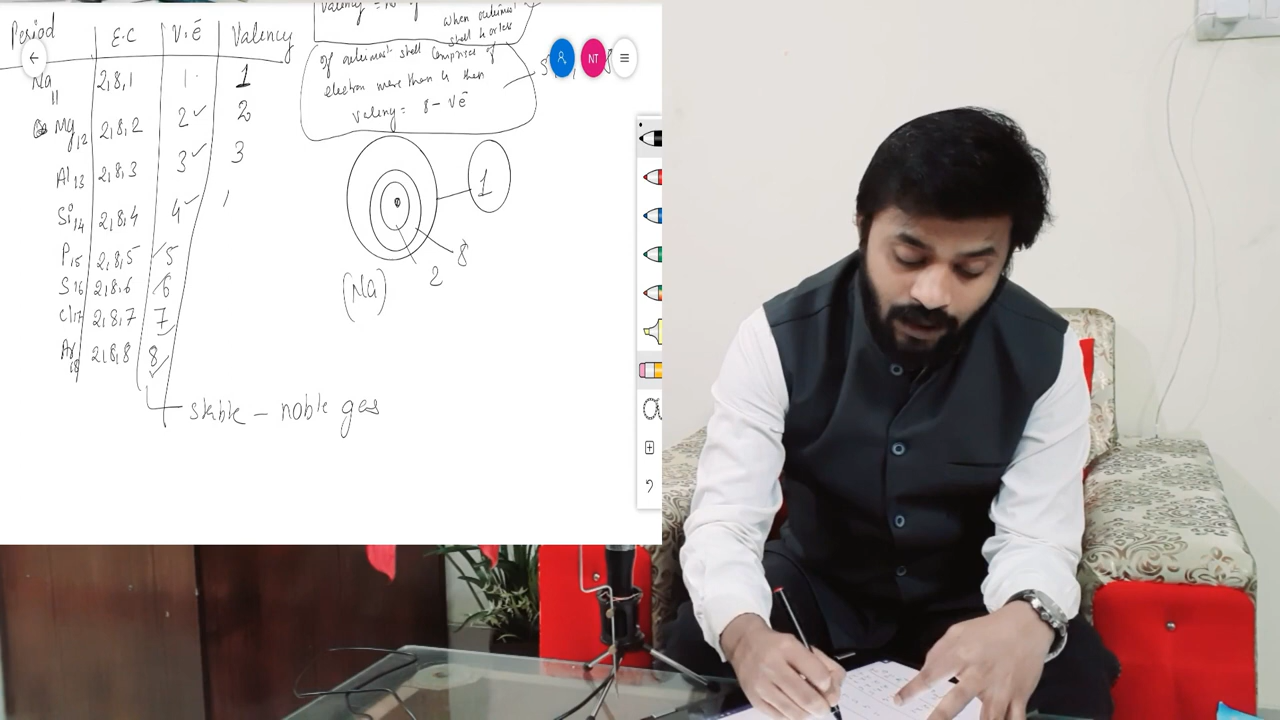 Period E.C V.ē Valency
Na 11 2,8,1 1 1
Mg 12 2,8,2 2 2
Al 13 2,8,3 3 3
Si 14 2,8,4 4
P 15 2,8,5 5
S 16 2,8,6 6
Cl 17 2,8,7 7
Ar 18 2,8,8 8
stable - noble gas
when outermost
shell 4 or less
If outermost shell comprises of
electron more than 4 then
valency = 8 - Vē
1
8
2
(Na)
NT